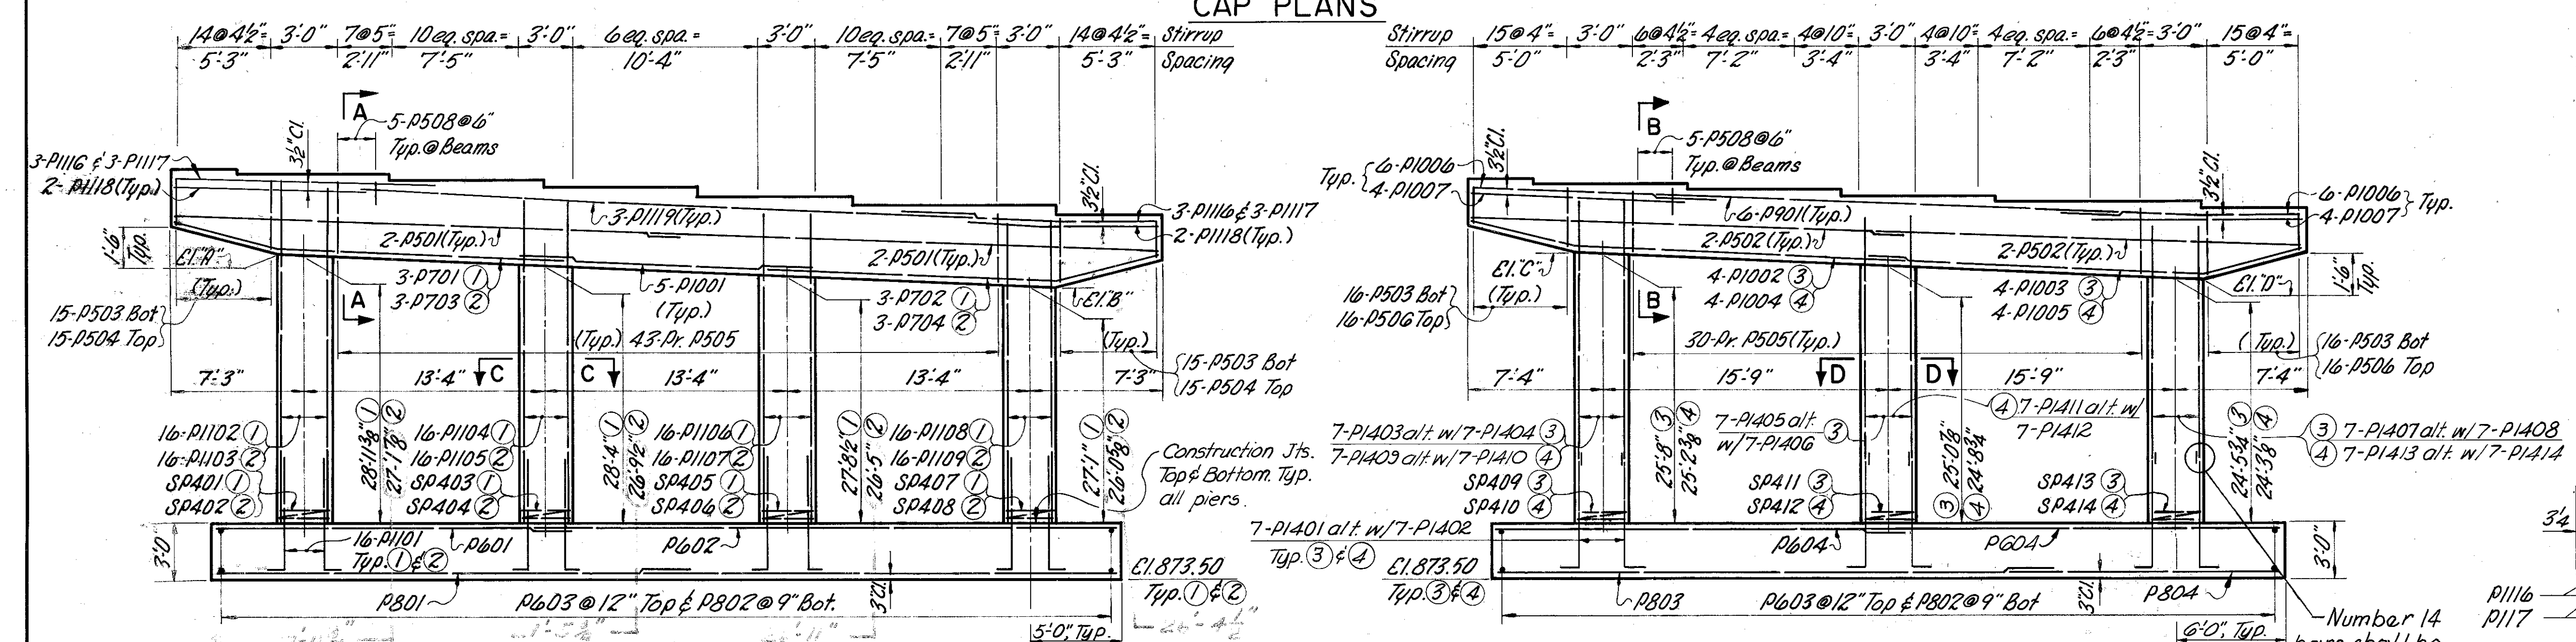 CAP PLANS
14@4½"= 3'-0" 7@5"= 10 eq. spa.= 3'-0" 6 eq. spa.= 3'-0" 10 eq. spa.= 7@5"= 3'-0" 14@4½"= Stirrup
5'-3" 2'-11" 7'-5" 10'-4" 7'-5" 2'-11" 5'-3" Spacing
A
5-P508@6"
Typ.@Beams
3½"Cl.
3-P1116 & 3-P1117
2-P1118(Typ.)
3-P1119(Typ.)
3½"Cl.
3-P1116 & 3-P1117
2-P1118(Typ.)
2-P501(Typ.)
2-P501(Typ.)
1'-6"
Typ.
El."A"
(Typ.)
3-P701 ①
3-P703 ②
5-P1001
(Typ.)
3-P702 ①
3-P704 ②
El."B"
A
15-P503 Bot
15-P504 Top
(Typ.) 43-Pr. P505
(Typ.)
15-P503 Bot
15-P504 Top
7'-3" 13'-4" C C 13'-4" 13'-4" 7'-3"
16-P1102 ①
16-P1103 ②
SP401 ①
SP402 ②
28'-11⅜" ①
27'-1⅞" ②
16-P1104 ①
16-P1105 ②
SP403 ①
SP404 ②
28'-4" ①
26'-9½" ②
16-P1106 ①
16-P1107 ②
SP405 ①
SP406 ②
27'-8½" ①
26'-5" ②
16-P1108 ①
16-P1109 ②
SP407 ①
SP408 ②
27'-1" ①
26'-0⅝" ②
Construction Jts.
Top & Bottom. Typ.
all piers.
3'-0"
16-P1101
Typ. ① & ②
P601
P602
El.873.50
Typ. ① & ②
P801
P603@12" Top & P802@9" Bot.
3"Cl.
5'-0", Typ.
26'-4½"
Stirrup 15@4"= 3'-0" 6@4½"= 4 eq. spa.= 4@10"= 3'-0" 4@10"= 4 eq. spa.= 6@4½"= 3'-0" 15@4"=
Spacing 5'-0" 2'-3" 7'-2" 3'-4" 3'-4" 7'-2" 2'-3" 5'-0"
B
5-P508@6"
Typ.@Beams
3½"Cl.
Typ.
6-P1006
4-P1007
6-P901(Typ.)
3½"Cl.
6-P1006
4-P1007
Typ.
2-P502(Typ.)
2-P502(Typ.)
El."C"
(Typ.)
4-P1002 ③
4-P1004 ④
4-P1003 ③
4-P1005 ④
El."D"
1'-6"
Typ.
B
16-P503 Bot
16-P506 Top
30-Pr. P505(Typ.)
(Typ.)
16-P503 Bot
16-P506 Top
7'-4" 15'-9" D D 15'-9" 7'-4"
7-P1403 alt. w/7-P1404 ③
7-P1409 alt. w/7-P1410 ④
SP409 ③
SP410 ④
25'-8" ③
25'-2⅜" ④
7-P1405 alt.
w/7-P1406 ③
④ 7-P1411 alt. w/
7-P1412
SP411 ③
SP412 ④
③ 25'-0⅞"
④ 24'-8¾"
SP413 ③
SP414 ④
24'-5¾" ③
24'-3⅛" ④
③ 7-P1407 alt. w/7-P1408
④ 7-P1413 alt. w/7-P1414
7-P1401 alt. w/7-P1402
Typ. ③ & ④
El.873.50
Typ. ③ & ④
P604
P604
3'-0"
P803
P603@12" Top & P802@9" Bot
3"Cl.
P804
6'-0", Typ.
Number 14
bars shall be
P1116
P117
3'4